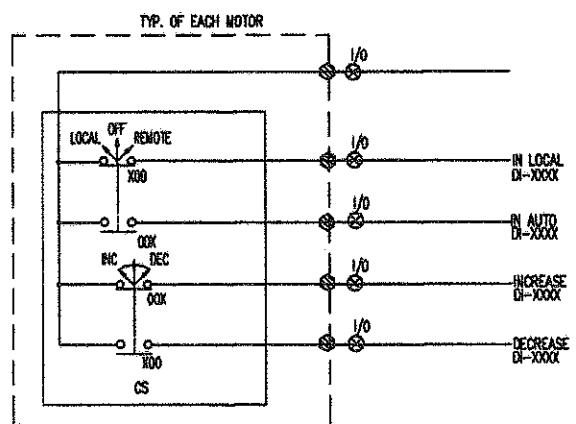 TYP. OF EACH MOTOR
I/O
LOCAL OFF REMOTE
I/O
X00
IN LOCAL
DI-XXXX
I/O
00X
IN AUTO
DI-XXXX
INC DEC
I/O
00X
INCREASE
DI-XXXX
I/O
X00
DECREASE
DI-XXXX
CS